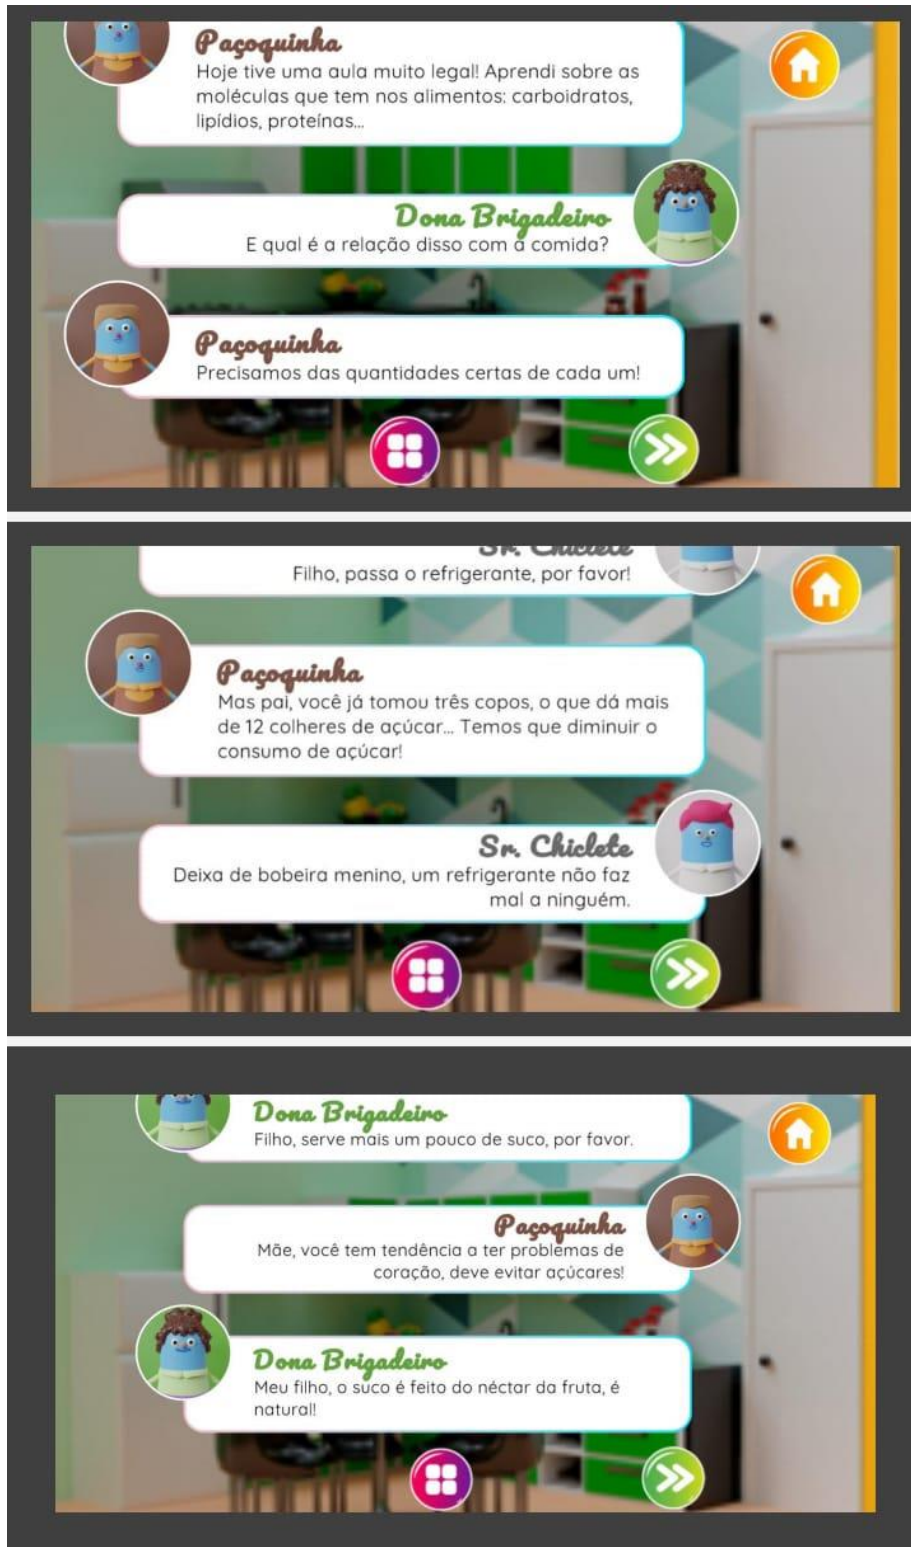 Paçoquinha
Hoje tive uma aula muito legal! Aprendi sobre as
moléculas que tem nos alimentos: carboidratos,
lipídios, proteínas...
Dona Brigadeiro
E qual é a relação disso com a comida?
Paçoquinha
Precisamos das quantidades certas de cada um!
Sr. Chiclete
Filho, passa o refrigerante, por favor!
Paçoquinha
Mas pai, você já tomou três copos, o que dá mais
de 12 colheres de açúcar... Temos que diminuir o
consumo de açúcar!
Sr. Chiclete
Deixa de bobeira menino, um refrigerante não faz
mal a ninguém.
Dona Brigadeiro
Filho, serve mais um pouco de suco, por favor.
Paçoquinha
Mãe, você tem tendência a ter problemas de
coração, deve evitar açúcares!
Dona Brigadeiro
Meu filho, o suco é feito do néctar da fruta, é
natural!